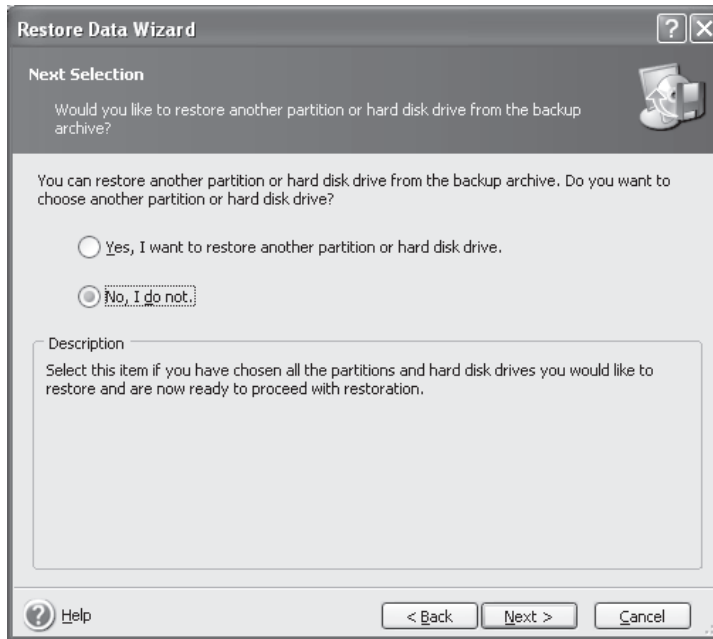 Restore Data Wizard
Next Selection
Would you like to restore another partition or hard disk drive from the backup
archive?
You can restore another partition or hard disk drive from the backup archive. Do you want to
choose another partition or hard disk drive?
Yes, I want to restore another partition or hard disk drive.
No, I do not.
Description
Select this item if you have chosen all the partitions and hard disk drives you would like to
restore and are now ready to proceed with restoration.
? Help
< Back
Next >
Cancel